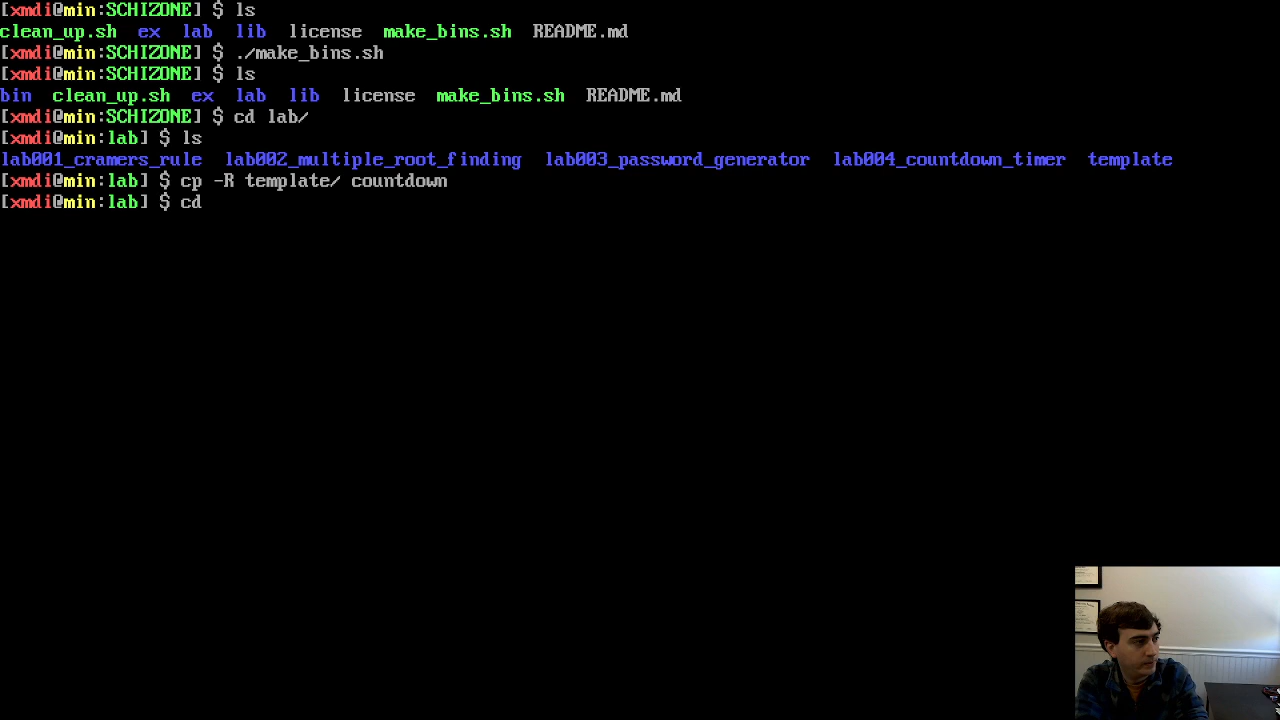 [xmdi@min:SCHIZONE] $ ls
clean_up.sh  ex  lab  lib  license  make_bins.sh  README.md
[xmdi@min:SCHIZONE] $ ./make_bins.sh
[xmdi@min:SCHIZONE] $ ls
bin  clean_up.sh  ex  lab  lib  license  make_bins.sh  README.md
[xmdi@min:SCHIZONE] $ cd lab/
[xmdi@min:lab] $ ls
lab001_cramers_rule  lab002_multiple_root_finding  lab003_password_generator  lab004_countdown_timer  template
[xmdi@min:lab] $ cp -R template/ countdown
[xmdi@min:lab] $ cd